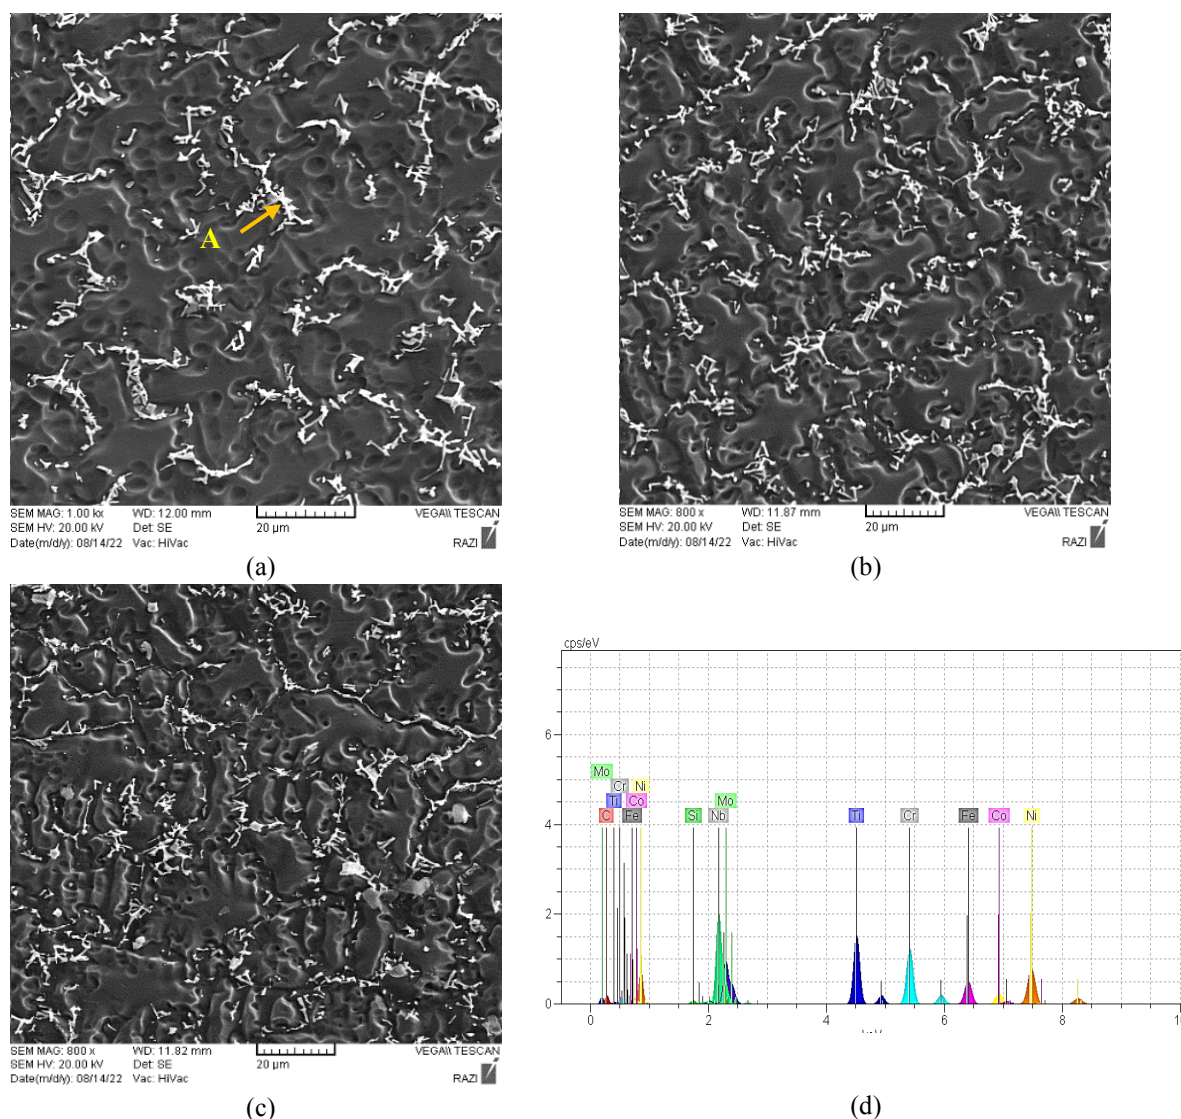 A
SEM MAG: 1.00 kx WD: 12.00 mm VEGA\\ TESCAN
SEM HV: 20.00 kV Det: SE 20 µm
Date(m/d/y): 08/14/22 Vac: HiVac RAZI
(a)
SEM MAG: 800 x WD: 11.87 mm VEGA\\ TESCAN
SEM HV: 20.00 kV Det: SE 20 µm
Date(m/d/y): 08/14/22 Vac: HiVac RAZI
(b)
SEM MAG: 800 x WD: 11.82 mm VEGA\\ TESCAN
SEM HV: 20.00 kV Det: SE 20 µm
Date(m/d/y): 08/14/22 Vac: HiVac RAZI
(c)
cps/eV
6
4
2
0
Mo
Cr Ni
Ti Co Mo
C Fe Si Nb Ti Cr Fe Co Ni
0 2 4 6 8 10
(d)